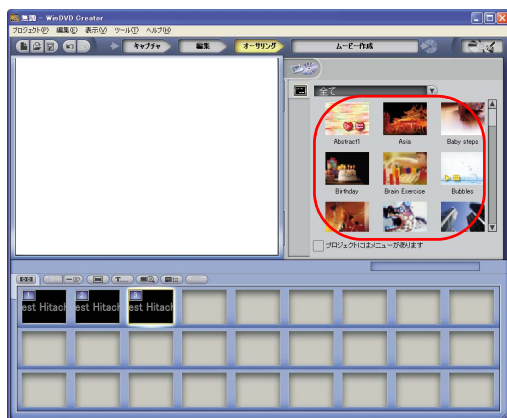 無題 - WinDVD Creator
プロジェクト(P) 編集(E) 表示(V) ツール(T) ヘルプ(H)
キャプチャ 編集 オーサリング ムービー作成
全て
Abstract1 Asia Baby steps
Birthday Brain Exercise Bubbles
プロジェクトにはメニューがあります
1 2 3
est Hitach est Hitach est Hitach